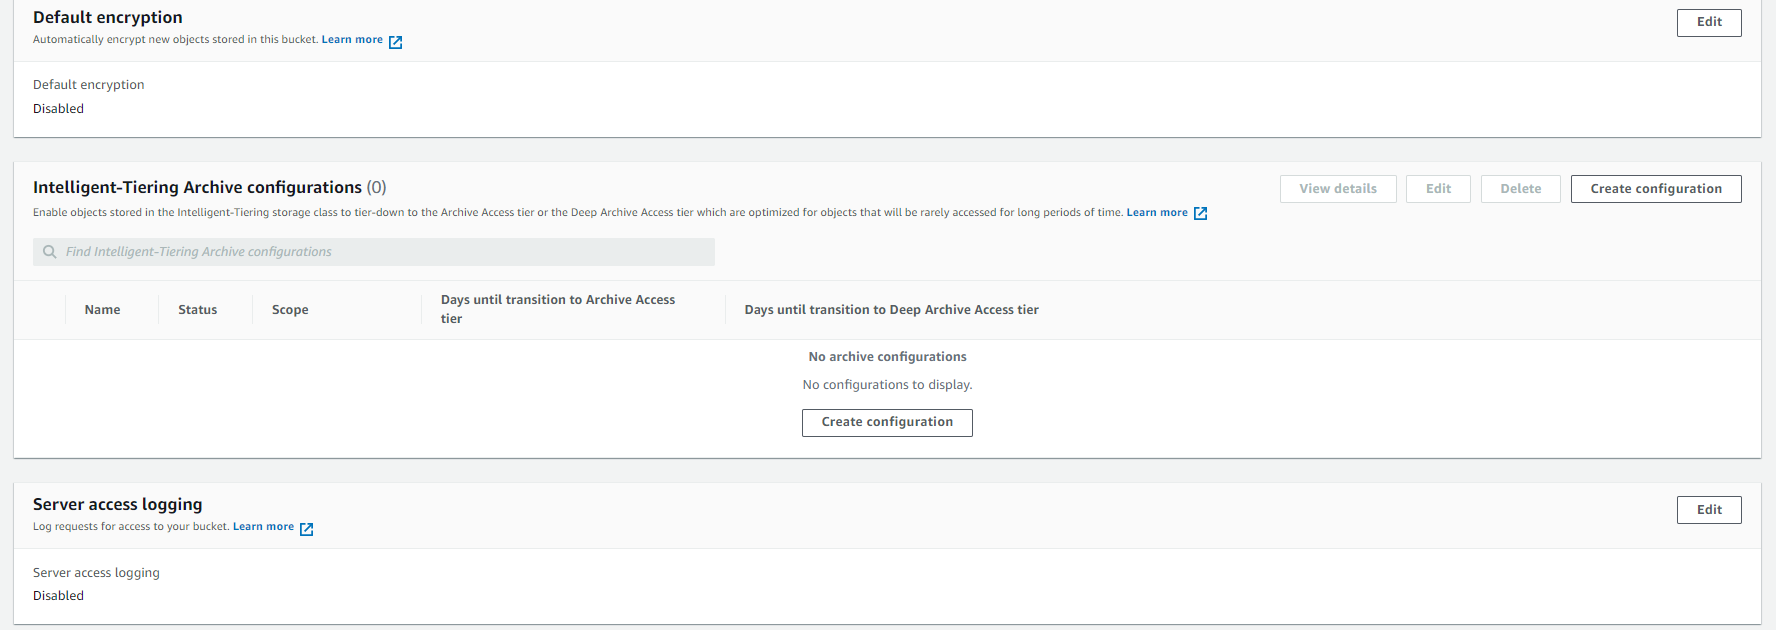 Default encryption
Edit
Automatically encrypt new objects stored in this bucket. Learn more
Default encryption
Disabled
Intelligent-Tiering Archive configurations (0)
View details
Edit
Delete
Create configuration
Enable objects stored in the Intelligent-Tiering storage class to tier-down to the Archive Access tier or the Deep Archive Access tier which are optimized for objects that will be rarely accessed for long periods of time. Learn more
Find Intelligent-Tiering Archive configurations
Name
Status
Scope
Days until transition to Archive Access
tier
Days until transition to Deep Archive Access tier
No archive configurations
No configurations to display.
Create configuration
Server access logging
Edit
Log requests for access to your bucket. Learn more
Server access logging
Disabled